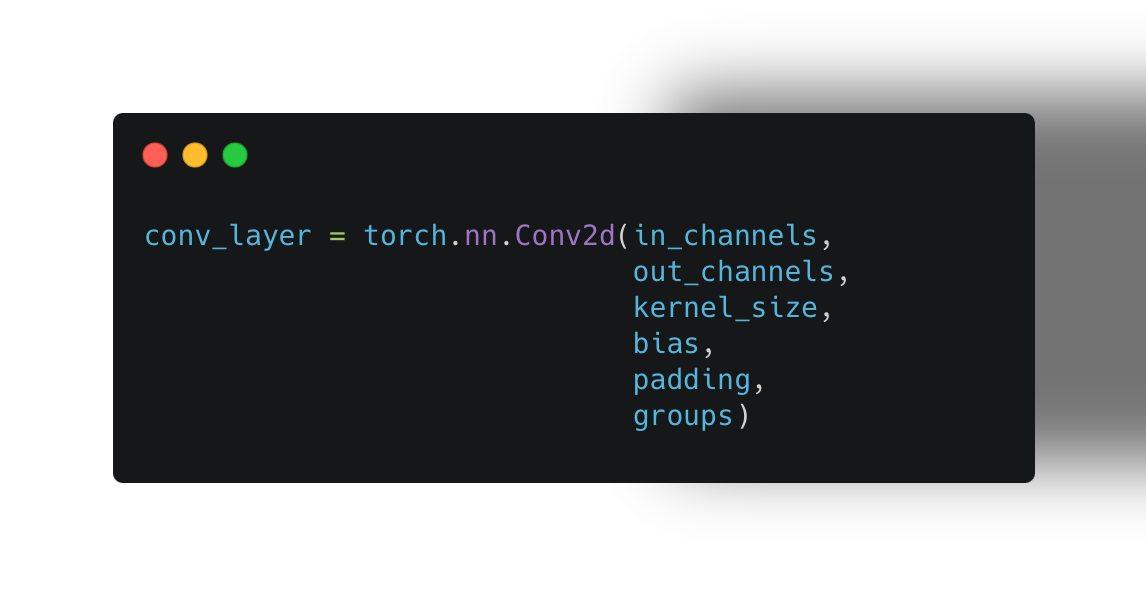 conv_layer = torch.nn.Conv2d(in_channels,
out_channels,
kernel_size,
bias,
padding,
groups)